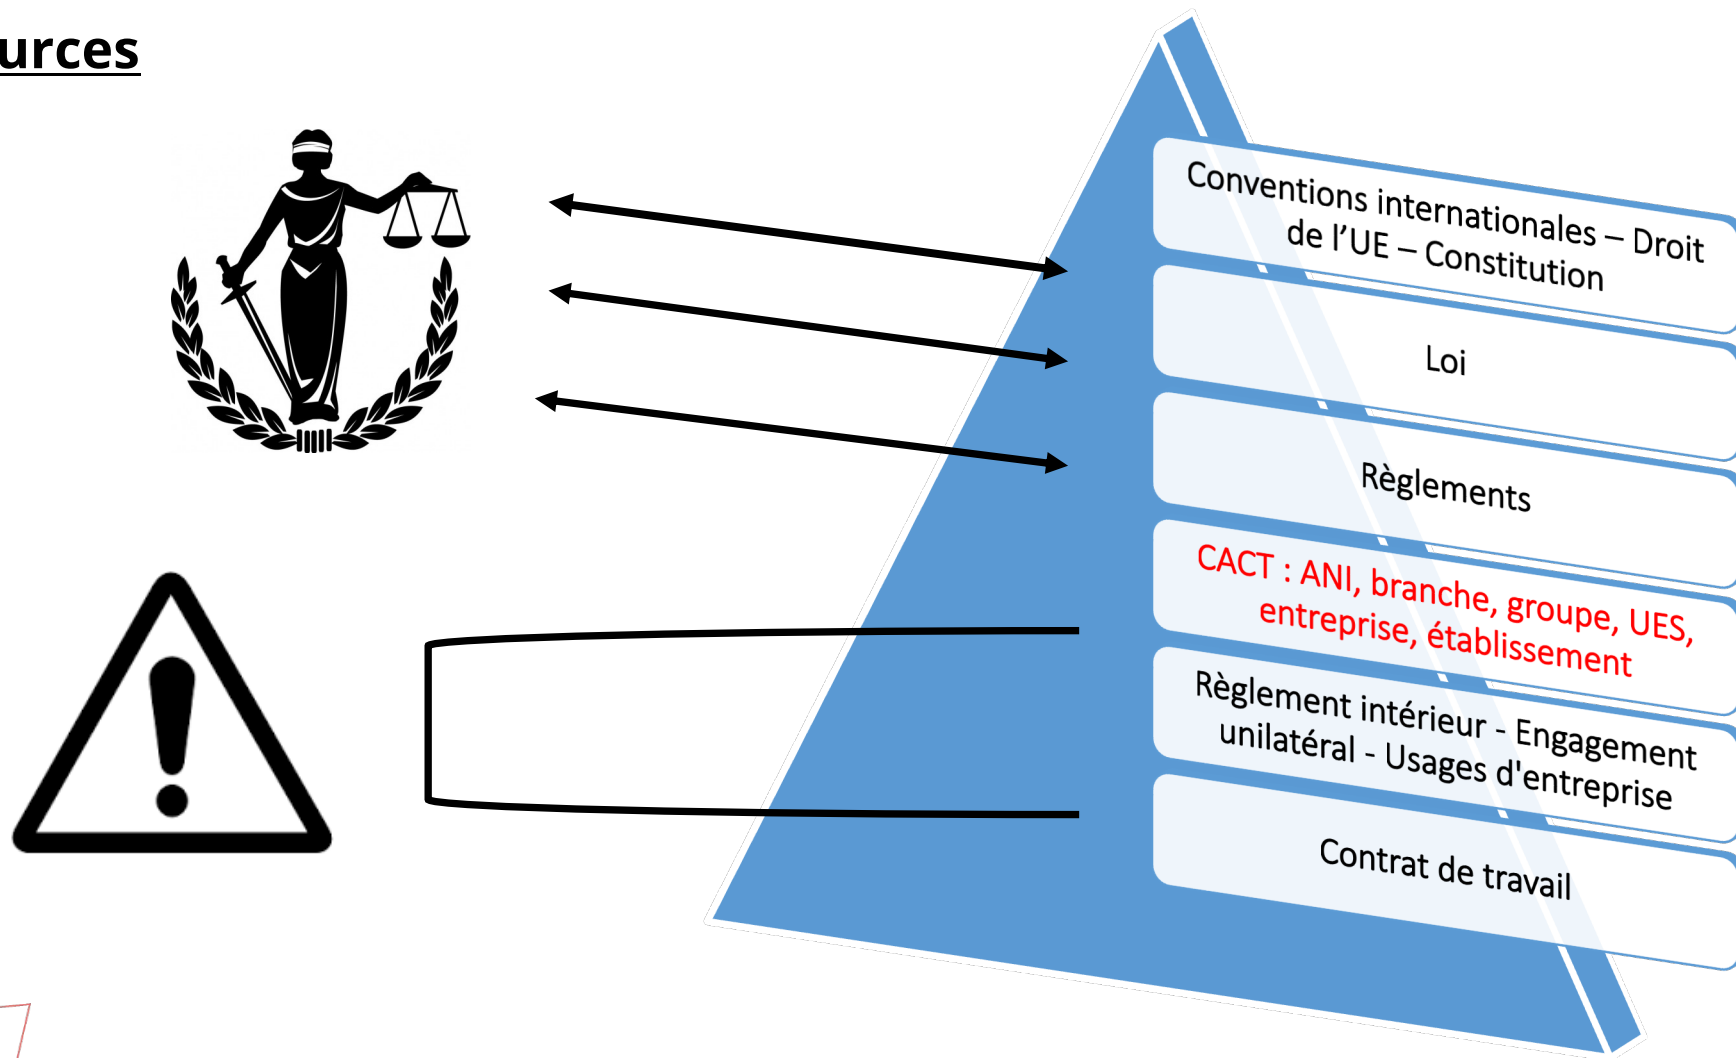 urces
Conventions internationales – Droit
de l’UE – Constitution
Loi
Règlements
CACT : ANI, branche, groupe, UES,
entreprise, établissement
Règlement intérieur - Engagement
unilatéral - Usages d'entreprise
Contrat de travail